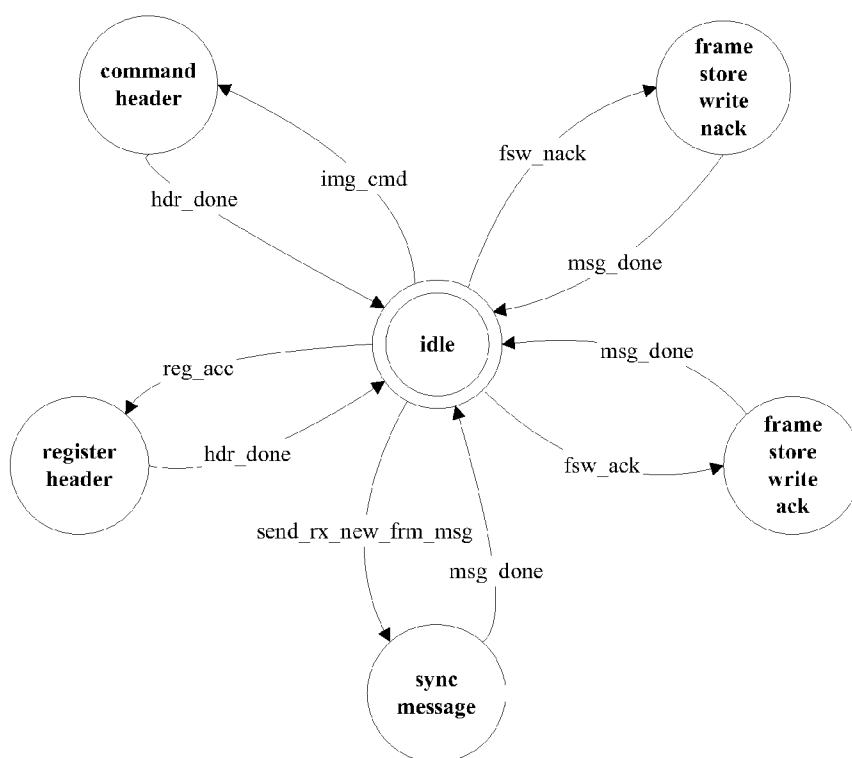 command
header
frame
store
write
nack
fsw_nack
img_cmd
hdr_done
msg_done
idle
msg_done
reg_acc
frame
store
write
ack
register
header
hdr_done
fsw_ack
send_rx_new_frm_msg
msg_done
sync
message